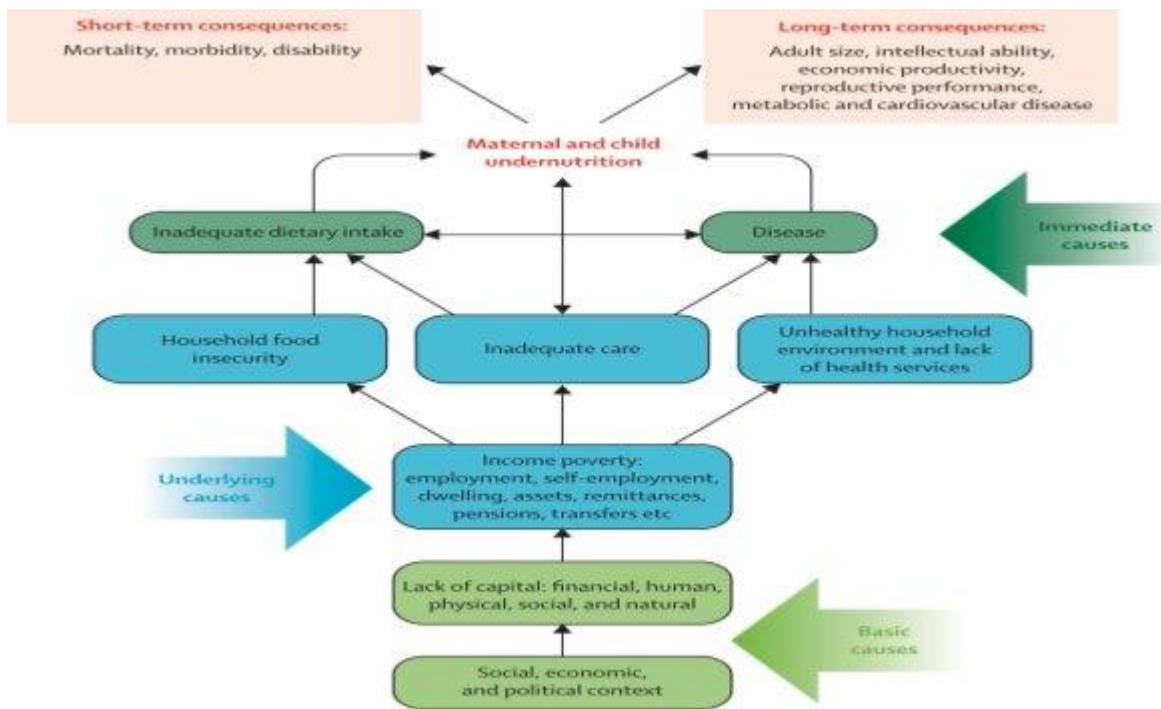 Short-term consequences:
Mortality, morbidity, disability
Long-term consequences:
Adult size, intellectual ability,
economic productivity,
reproductive performance,
metabolic and cardiovascular disease
Maternal and child
undernutrition
Inadequate dietary intake
Disease
Immediate
causes
Household food
insecurity
Inadequate care
Unhealthy household
environment and lack
of health services
Underlying
causes
Income poverty:
employment, self-employment,
dwelling, assets, remittances,
pensions, transfers etc
Lack of capital: financial, human,
physical, social, and natural
Basic
causes
Social, economic,
and political context